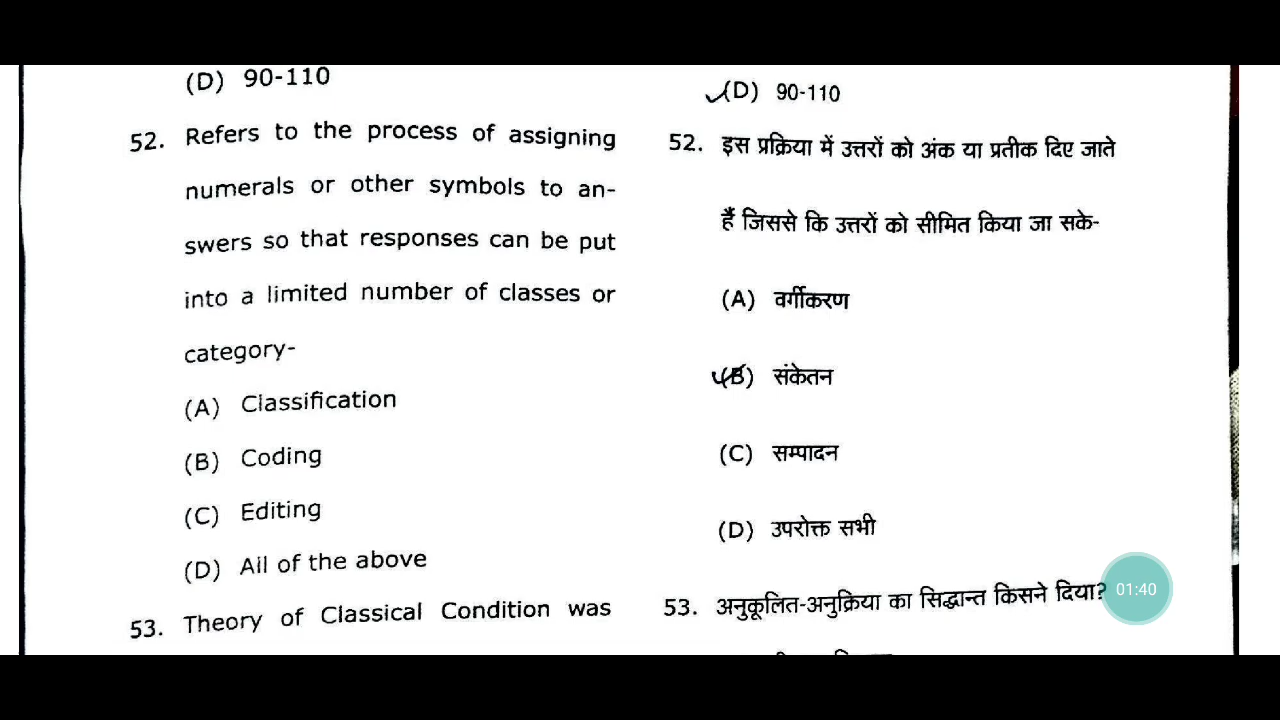 (D) 90-110
52. Refers to the process of assigning
numerals or other symbols to an-
swers so that responses can be put
into a limited number of classes or
category-
(A) Classification
(B) Coding
(C) Editing
(D) Ail of the above
53. Theory of Classical Condition was
(D) 90-110
52. इस प्रक्रिया में उत्तरों को अंक या प्रतीक दिए जाते
हैं जिससे कि उत्तरों को सीमित किया जा सके-
(A) वर्गीकरण
(B) संकेतन
(C) सम्पादन
(D) उपरोक्त सभी
53. अनुकूलित-अनुक्रिया का सिद्धान्त किसने दिया?
01:40